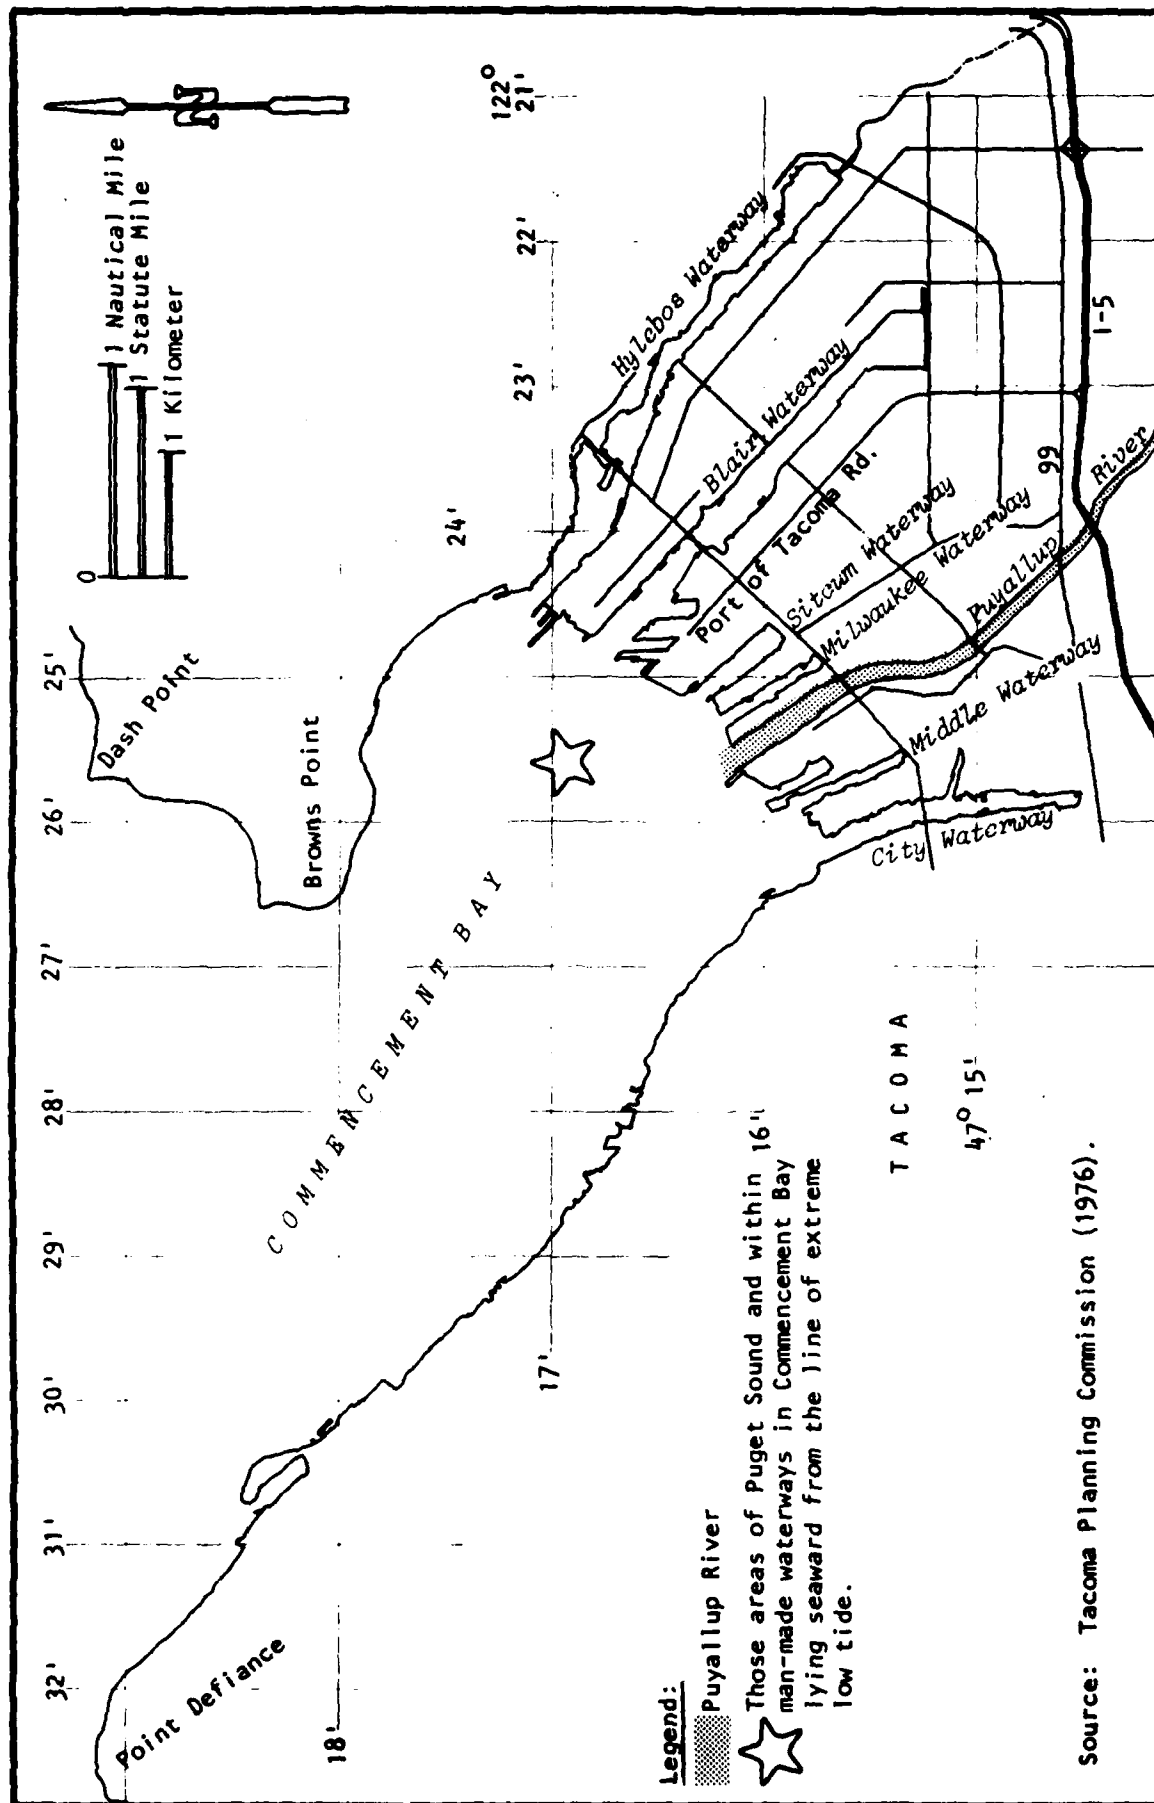 32'
31'
30'
29'
28'
27'
26'
25'
24'
23'
22'
122°
21'
0
1 Nautical Mile
1 Statute Mile
1 Kilometer
N
Dash Point
Browns Point
Point Defiance
COMMENCEMENT BAY
18'
17'
16'
47° 15'
TACOMA
Hylebos Waterway
Blair Waterway
Port of Tacoma Rd.
Sitcum Waterway
Milwaukee Waterway
Puyallup River
Middle Waterway
City Waterway
99
I-5
Legend:
Puyallup River
Those areas of Puget Sound and within
man-made waterways in Commencement Bay
lying seaward from the line of extreme
low tide.
Source: Tacoma Planning Commission (1976).